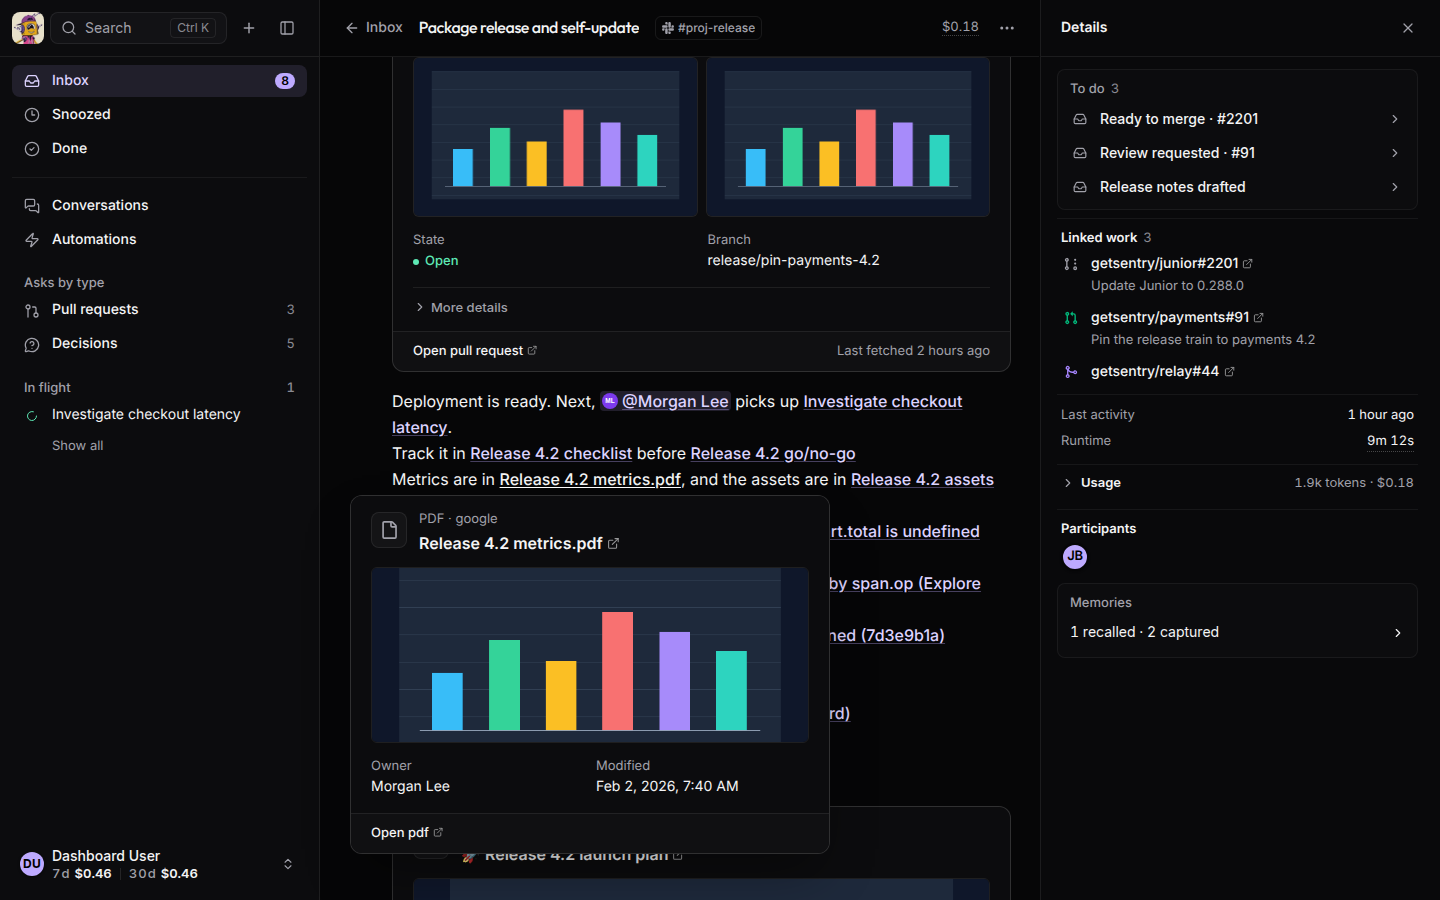 Search
Ctrl K
Inbox
8
Snoozed
Done
Conversations
Automations
Asks by type
Pull requests
3
Decisions
5
In flight
1
Investigate checkout latency
Show all
DU
Dashboard User
7d $0.46
30d $0.46
Inbox
Package release and self-update
#proj-release
$0.18
State
Open
Branch
release/pin-payments-4.2
More details
Open pull request
Last fetched 2 hours ago
Deployment is ready. Next, ML @Morgan Lee picks up Investigate checkout
latency.
Track it in Release 4.2 checklist before Release 4.2 go/no-go
Metrics are in Release 4.2 metrics.pdf, and the assets are in Release 4.2 assets
rt.total is undefined
by span.op (Explore
ned (7d3e9b1a)
rd)
PDF · google
Release 4.2 metrics.pdf
Owner
Morgan Lee
Modified
Feb 2, 2026, 7:40 AM
Open pdf
🚀 Release 4.2 launch plan
Details
To do 3
Ready to merge · #2201
Review requested · #91
Release notes drafted
Linked work 3
getsentry/junior#2201
Update Junior to 0.288.0
getsentry/payments#91
Pin the release train to payments 4.2
getsentry/relay#44
Last activity
1 hour ago
Runtime
9m 12s
Usage
1.9k tokens · $0.18
Participants
JB
Memories
1 recalled · 2 captured